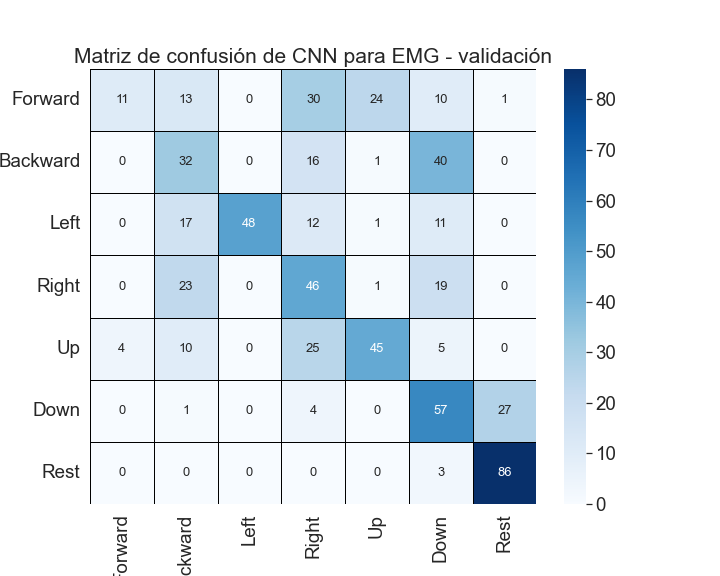 Matriz de confusión de CNN para EMG - validación
Forward 11 13 0 30 24 10 1
Backward 0 32 0 16 1 40 0
Left 0 17 48 12 1 11 0
Right 0 23 0 46 1 19 0
Up 4 10 0 25 45 5 0
Down 0 1 0 4 0 57 27
Rest 0 0 0 0 0 3 86
Forward ckward Left Right Up Down Rest
80
70
60
50
40
30
20
10
0